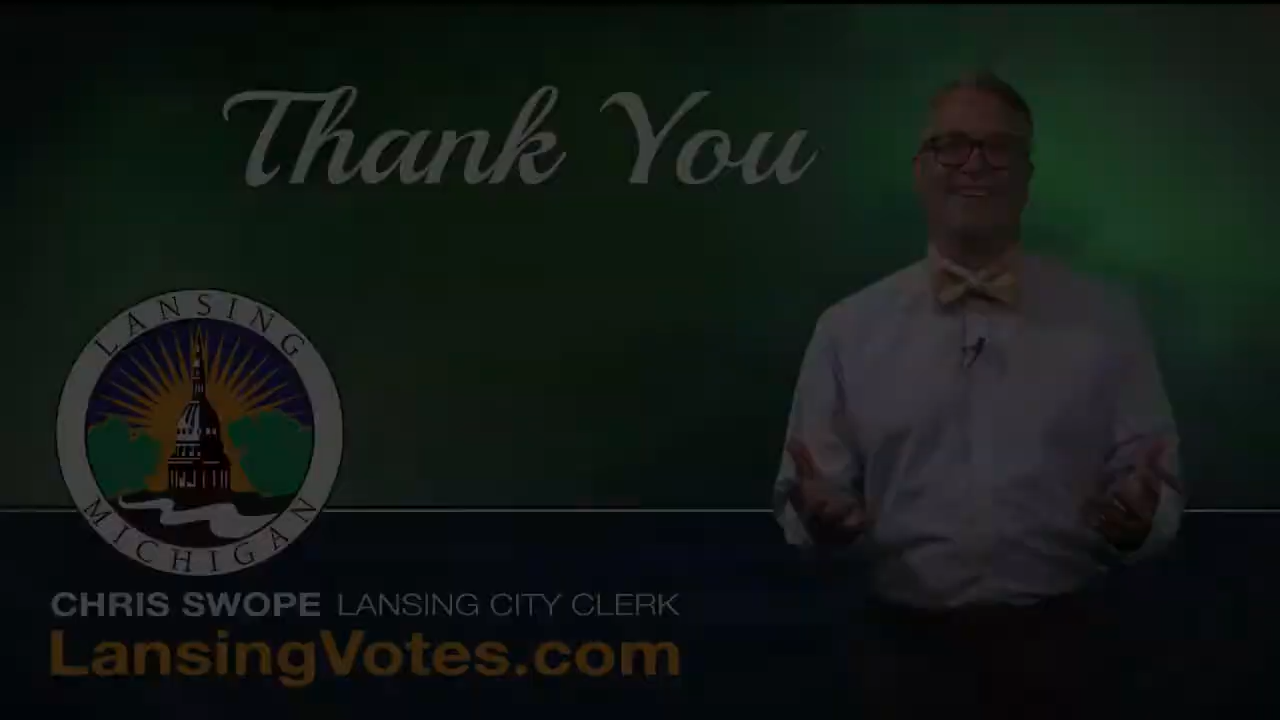 Thank You
LANSING
MICHIGAN
CHRIS SWOPE LANSING CITY CLERK
LansingVotes.com